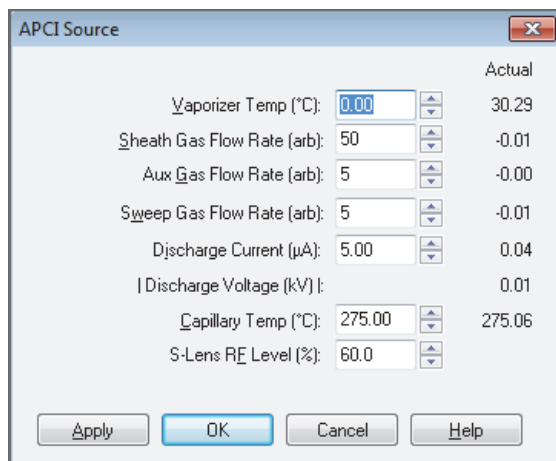 APCI Source
Actual
Vaporizer Temp (°C): 0.00 30.29
Sheath Gas Flow Rate (arb): 50 -0.01
Aux Gas Flow Rate (arb): 5 -0.00
Sweep Gas Flow Rate (arb): 5 -0.01
Discharge Current (µA): 5.00 0.04
| Discharge Voltage (kV) |: 0.01
Capillary Temp (°C): 275.00 275.06
S-Lens RF Level (%): 60.0
Apply OK Cancel Help